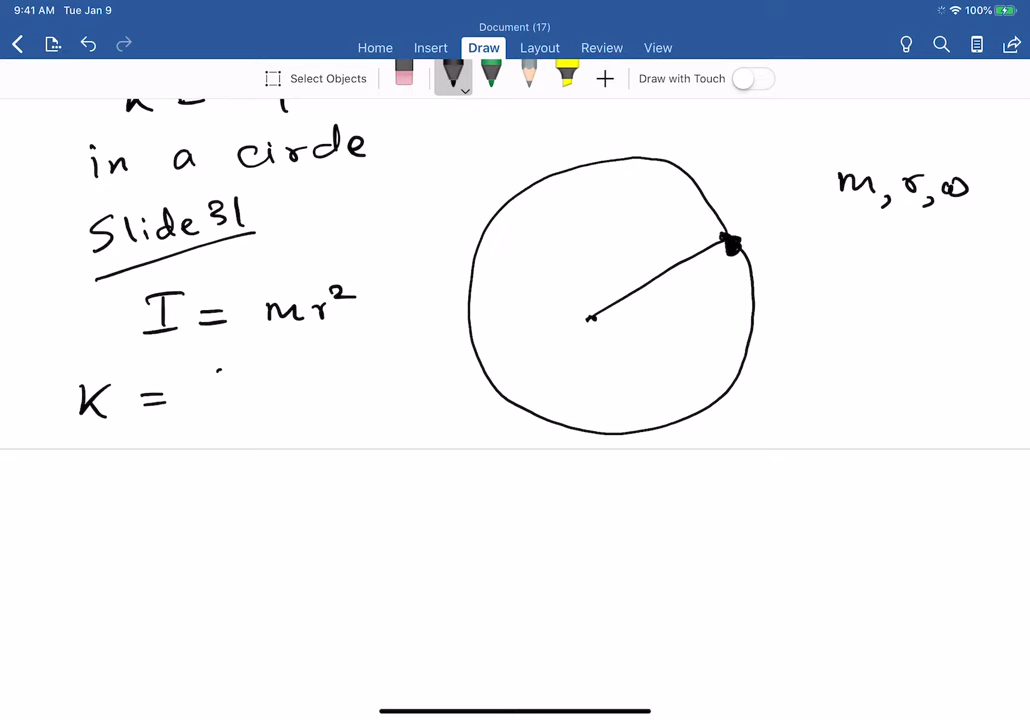 9:41 AM Tue Jan 9
100%
Document (17)
Home Insert Draw Layout Review View
Select Objects
Draw with Touch
in a circle
m, r, ω
Slide 31
I = mr²
K =